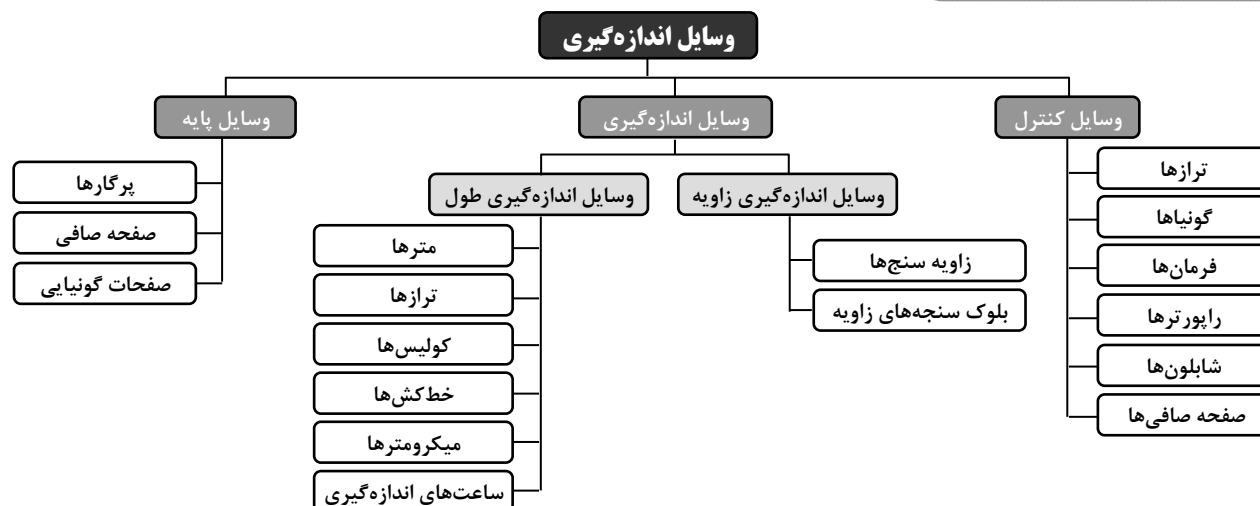 وسایل اندازه‌گیری
وسایل کنترل
ترازها
گونیاها
فرمان‌ها
راپورترها
شابلون‌ها
صفحه صافی‌ها
وسایل اندازه‌گیری
وسایل اندازه‌گیری زاویه
زاویه سنج‌ها
بلوک سنجه‌های زاویه
وسایل اندازه‌گیری طول
مترها
ترازها
کولیس‌ها
خط‌کش‌ها
میکرومترها
ساعت‌های اندازه‌گیری
وسایل پایه
پرگارها
صفحه صافی
صفحات گونیایی